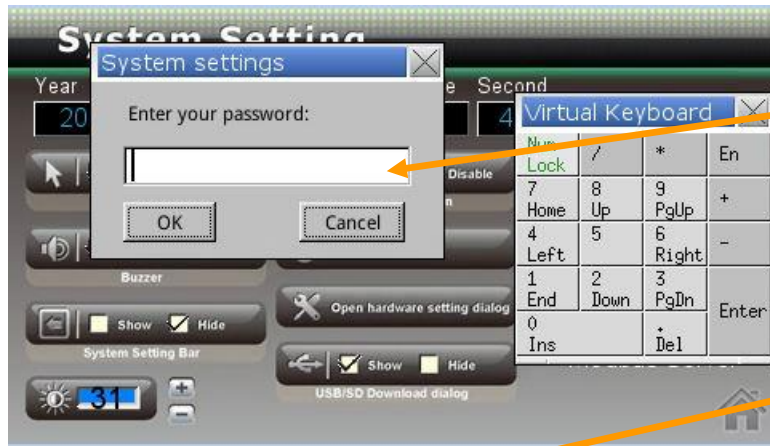 System Setting
System settings
Year
Second
20
4
Enter your password:
OK
Cancel
Virtual Keyboard
Num Lock / * En
7 Home 8 Up 9 PgUp +
4 Left 5 6 Right -
1 End 2 Down 3 PgDn Enter
0 Ins . Del
Disable
Buzzer
Open hardware setting dialog
Show Hide
System Setting Bar
Show Hide
USB/SD Download dialog
31
+
-